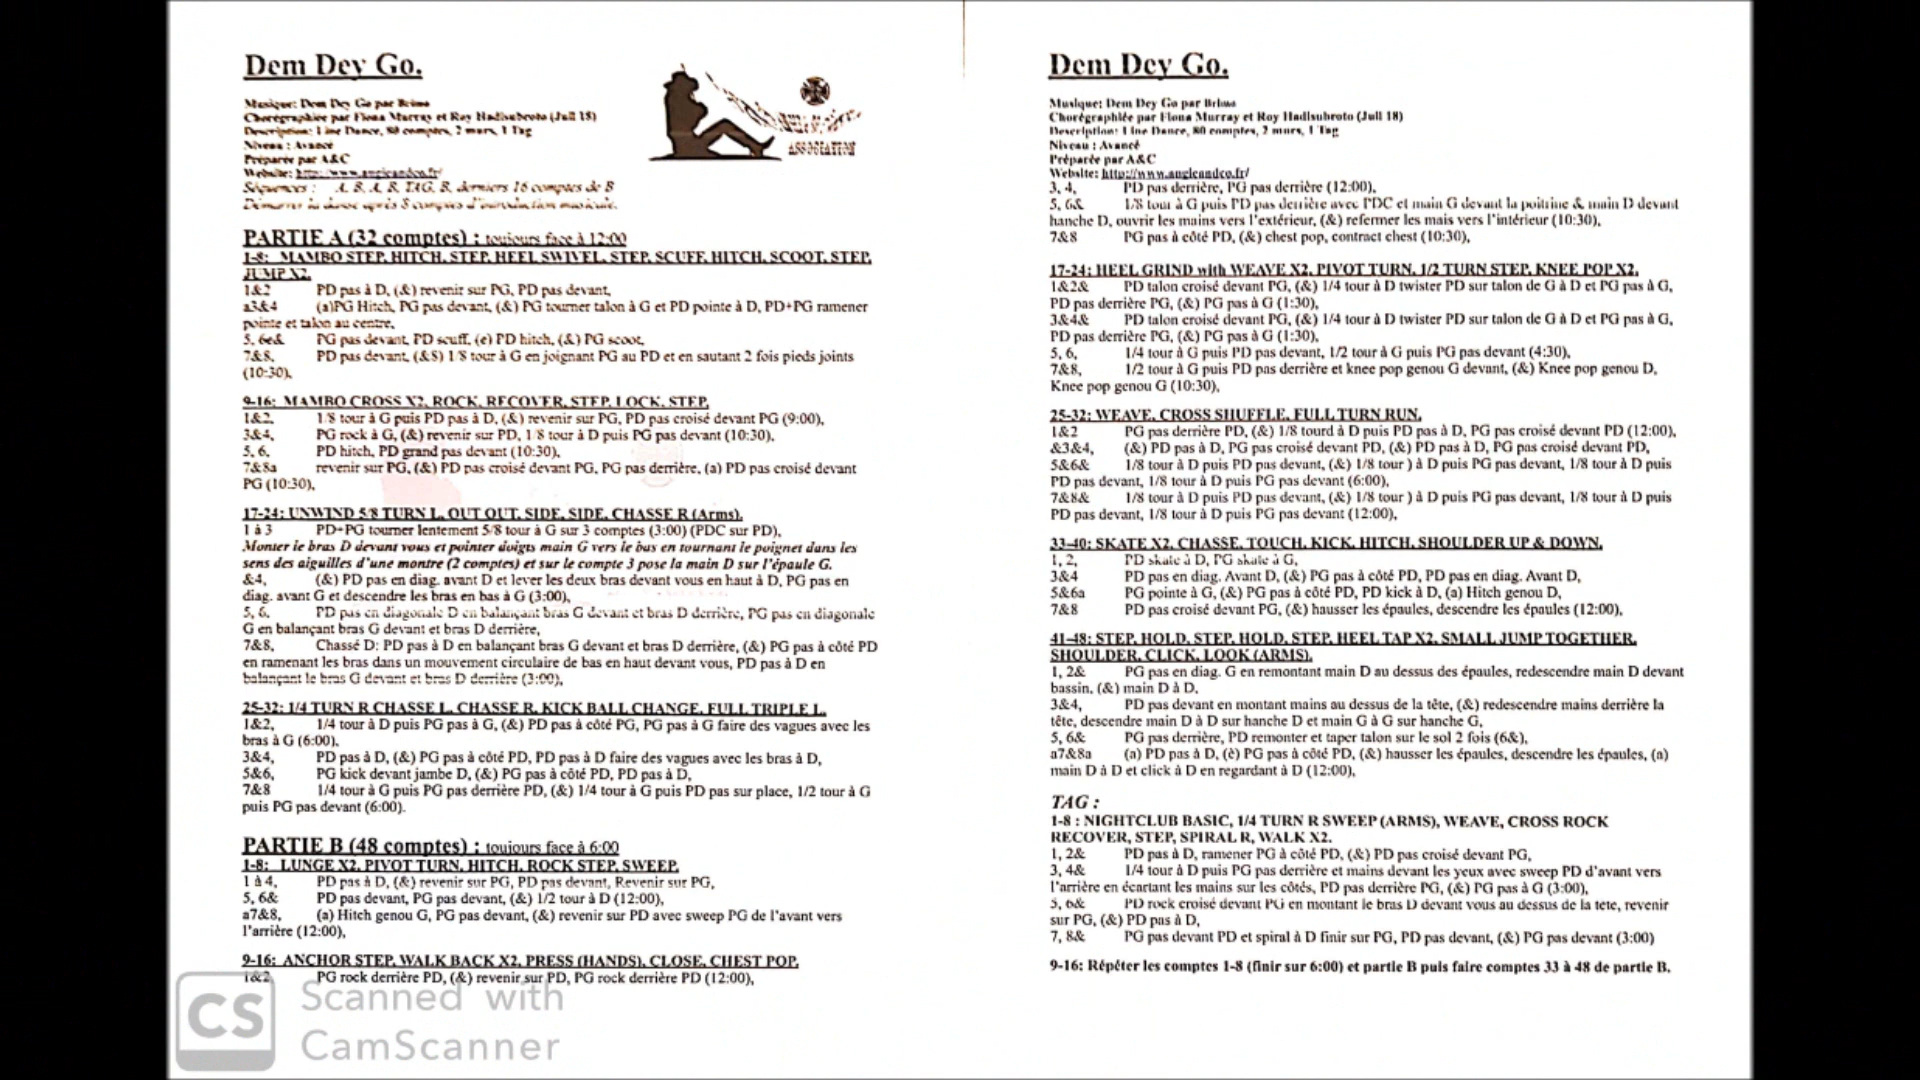 Dem Dey Go.
Musique: Dem Dey Go par Brimo
Chorégraphiée par Fiona Murray et Roy Hadisubroto (Juil 18)
Description: Line Dance, 80 comptes, 2 murs, 1 Tag
Niveau : Avancé
Préparée par A&C
Website: http://www.angleandco.fr/
Séquences : A, B, A, B, TAG, B, derniers 16 comptes de B
Démarrer la danse après 8 comptes d'introduction musicale.
ASSOCIATION
PARTIE A (32 comptes) : toujours face à 12:00
1-8: MAMBO STEP, HITCH, STEP, HEEL SWIVEL, STEP, SCUFF, HITCH, SCOOT, STEP,
JUMP X2,
1&2 PD pas à D, (&) revenir sur PG, PD pas devant,
a3&4 (a)PG Hitch, PG pas devant, (&) PG tourner talon à G et PD pointe à D, PD+PG ramener
pointe et talon au centre,
5, 6e& PG pas devant, PD scuff, (e) PD hitch, (&) PG scoot,
7&8, PD pas devant, (&8) 1/8 tour à G en joignant PG au PD et en sautant 2 fois pieds joints
(10:30),
9-16: MAMBO CROSS X2, ROCK, RECOVER, STEP, LOCK, STEP,
1&2, 1/8 tour à G puis PD pas à D, (&) revenir sur PG, PD pas croisé devant PG (9:00),
3&4, PG rock à G, (&) revenir sur PD, 1/8 tour à D puis PG pas devant (10:30),
5, 6, PD hitch, PD grand pas devant (10:30),
7&8a revenir sur PG, (&) PD pas croisé devant PG, PG pas derrière, (a) PD pas croisé devant
PG (10:30),
17-24: UNWIND 5/8 TURN L, OUT OUT, SIDE, SIDE, CHASSE R (Arms),
1 à 3 PD+PG tourner lentement 5/8 tour à G sur 3 comptes (3:00) (PDC sur PD),
Monter le bras D devant vous et pointer doigts main G vers le bas en tournant le poignet dans les
sens des aiguilles d'une montre (2 comptes) et sur le compte 3 pose la main D sur l'épaule G.
&4, (&) PD pas en diag. avant D et lever les deux bras devant vous en haut à D, PG pas en
diag. avant G et descendre les bras en bas à G (3:00),
5, 6, PD pas en diagonale D en balançant bras G devant et bras D derrière, PG pas en diagonale
G en balançant bras G devant et bras D derrière,
7&8, Chassé D: PD pas à D en balançant bras G devant et bras D derrière, (&) PG pas à côté PD
en ramenant les bras dans un mouvement circulaire de bas en haut devant vous, PD pas à D en
balançant le bras G devant et bras D derrière (3:00),
25-32: 1/4 TURN R CHASSE L, CHASSE R, KICK BALL CHANGE, FULL TRIPLE L,
1&2, 1/4 tour à D puis PG pas à G, (&) PD pas à côté PG, PG pas à G faire des vagues avec les
bras à G (6:00),
3&4, PD pas à D, (&) PG pas à côté PD, PD pas à D faire des vagues avec les bras à D,
5&6, PG kick devant jambe D, (&) PG pas à côté PD, PD pas à D,
7&8 1/4 tour à G puis PG pas derrière PD, (&) 1/4 tour à G puis PD pas sur place, 1/2 tour à G
puis PG pas devant (6:00).
PARTIE B (48 comptes) : toujours face à 6:00
1-8: LUNGE X2, PIVOT TURN, HITCH, ROCK STEP, SWEEP,
1 à 4, PD pas à D, (&) revenir sur PG, PD pas devant, Revenir sur PG,
5, 6& PD pas devant, PG pas devant, (&) 1/2 tour à D (12:00),
a7&8, (a) Hitch genou G, PG pas devant, (&) revenir sur PD avec sweep PG de l'avant vers
l'arrière (12:00),
9-16: ANCHOR STEP, WALK BACK X2, PRESS (HANDS), CLOSE, CHEST POP,
1&2 PG rock derrière PD, (&) revenir sur PD, PG rock derrière PD (12:00),
CS Scanned with
CamScanner
Dem Dey Go.
Musique: Dem Dey Go par Brimo
Chorégraphiée par Fiona Murray et Roy Hadisubroto (Juil 18)
Description: Line Dance, 80 comptes, 2 murs, 1 Tag
Niveau : Avancé
Préparée par A&C
Website: http://www.angleandco.fr/
3, 4, PD pas derrière, PG pas derrière (12:00),
5, 6& 1/8 tour à G puis PD pas derrière avec PDC et main G devant la poitrine & main D devant
hanche D, ouvrir les mains vers l'extérieur, (&) refermer les mais vers l'intérieur (10:30),
7&8 PG pas à côté PD, (&) chest pop, contract chest (10:30),
17-24: HEEL GRIND with WEAVE X2, PIVOT TURN, 1/2 TURN STEP, KNEE POP X2,
1&2& PD talon croisé devant PG, (&) 1/4 tour à D twister PD sur talon de G à D et PG pas à G,
PD pas derrière PG, (&) PG pas à G (1:30),
3&4& PD talon croisé devant PG, (&) 1/4 tour à D twister PD sur talon de G à D et PG pas à G,
PD pas derrière PG, (&) PG pas à G (1:30),
5, 6, 1/4 tour à G puis PD pas devant, 1/2 tour à G puis PG pas devant (4:30),
7&8, 1/2 tour à G puis PD pas derrière et knee pop genou G devant, (&) Knee pop genou D,
Knee pop genou G (10:30),
25-32: WEAVE, CROSS SHUFFLE, FULL TURN RUN,
1&2 PG pas derrière PD, (&) 1/8 tourd à D puis PD pas à D, PG pas croisé devant PD (12:00),
&3&4, (&) PD pas à D, PG pas croisé devant PD, (&) PD pas à D, PG pas croisé devant PD,
5&6& 1/8 tour à D puis PD pas devant, (&) 1/8 tour ) à D puis PG pas devant, 1/8 tour à D puis
PD pas devant, 1/8 tour à D puis PG pas devant (6:00),
7&8& 1/8 tour à D puis PD pas devant, (&) 1/8 tour ) à D puis PG pas devant, 1/8 tour à D puis
PD pas devant, 1/8 tour à D puis PG pas devant (12:00),
33-40: SKATE X2, CHASSE, TOUCH, KICK, HITCH, SHOULDER UP & DOWN,
1, 2, PD skate à D, PG skate à G,
3&4 PD pas en diag. Avant D, (&) PG pas à côté PD, PD pas en diag. Avant D,
5&6a PG pointe à G, (&) PG pas à côté PD, PD kick à D, (a) Hitch genou D,
7&8 PD pas croisé devant PG, (&) hausser les épaules, descendre les épaules (12:00),
41-48: STEP, HOLD, STEP, HOLD, STEP, HEEL TAP X2, SMALL JUMP TOGETHER,
SHOULDER, CLICK, LOOK (ARMS),
1, 2& PG pas en diag. G en remontant main D au dessus des épaules, redescendre main D devant
bassin, (&) main D à D,
3&4, PD pas devant en montant mains au dessus de la tête, (&) redescendre mains derrière la
tête, descendre main D à D sur hanche D et main G à G sur hanche G,
5, 6& PG pas derrière, PD remonter et taper talon sur le sol 2 fois (6&),
a7&8a (a) PD pas à D, (è) PG pas à côté PD, (&) hausser les épaules, descendre les épaules, (a)
main D à D et click à D en regardant à D (12:00),
TAG :
1-8 : NIGHTCLUB BASIC, 1/4 TURN R SWEEP (ARMS), WEAVE, CROSS ROCK
RECOVER, STEP, SPIRAL R, WALK X2.
1, 2& PD pas à D, ramener PG à côté PD, (&) PD pas croisé devant PG,
3, 4& 1/4 tour à D puis PG pas devant et mains devant les yeux avec sweep PD d'avant vers
l'arrière en écartant les mains sur les côtés, PD pas derrière PG, (&) PG pas à G (3:00),
5, 6& PD rock croisé devant PG en montant le bras D devant vous au dessus de la tete, revenir
sur PG, (&) PD pas à D,
7, 8& PG pas devant PD et spiral à D finir sur PG, PD pas devant, (&) PG pas devant (3:00)
9-16: Répéter les comptes 1-8 (finir sur 6:00) et partie B puis faire comptes 33 à 48 de partie B.